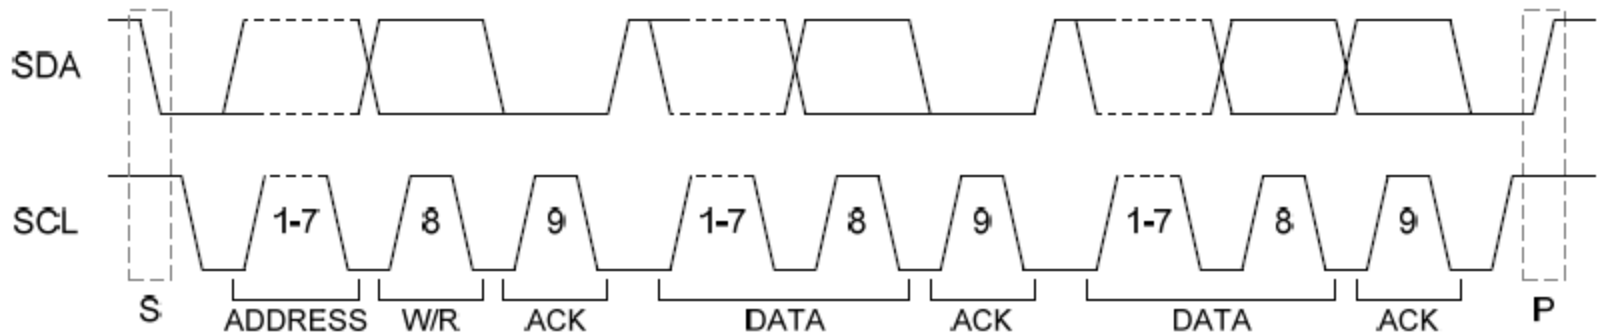 SDA
SCL
1-7 8 9 1-7 8 9 1-7 8 9
S ADDRESS W/R ACK DATA ACK DATA ACK P